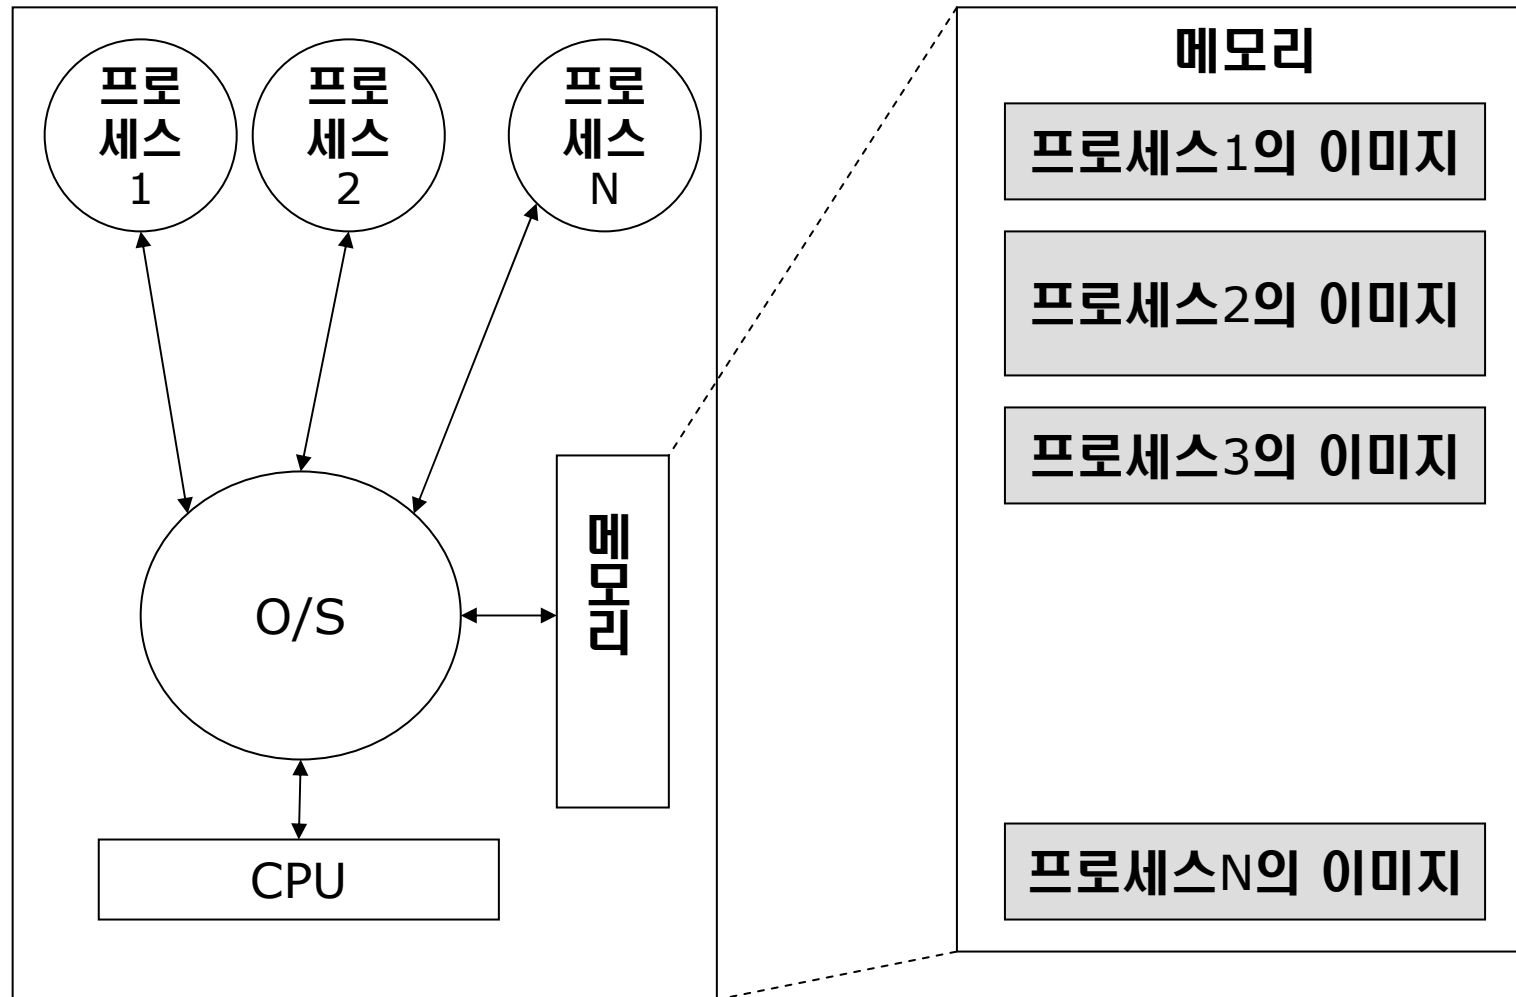 프로
세스
1
프로
세스
2
프로
세스
N
O/S
메모리
CPU
메모리
프로세스1의 이미지
프로세스2의 이미지
프로세스3의 이미지
프로세스N의 이미지